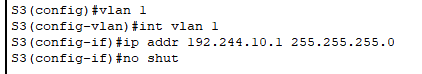 S3(config)#vlan 1
S3(config-vlan)#int vlan 1
S3(config-if)#ip addr 192.244.10.1 255.255.255.0
S3(config-if)#no shut